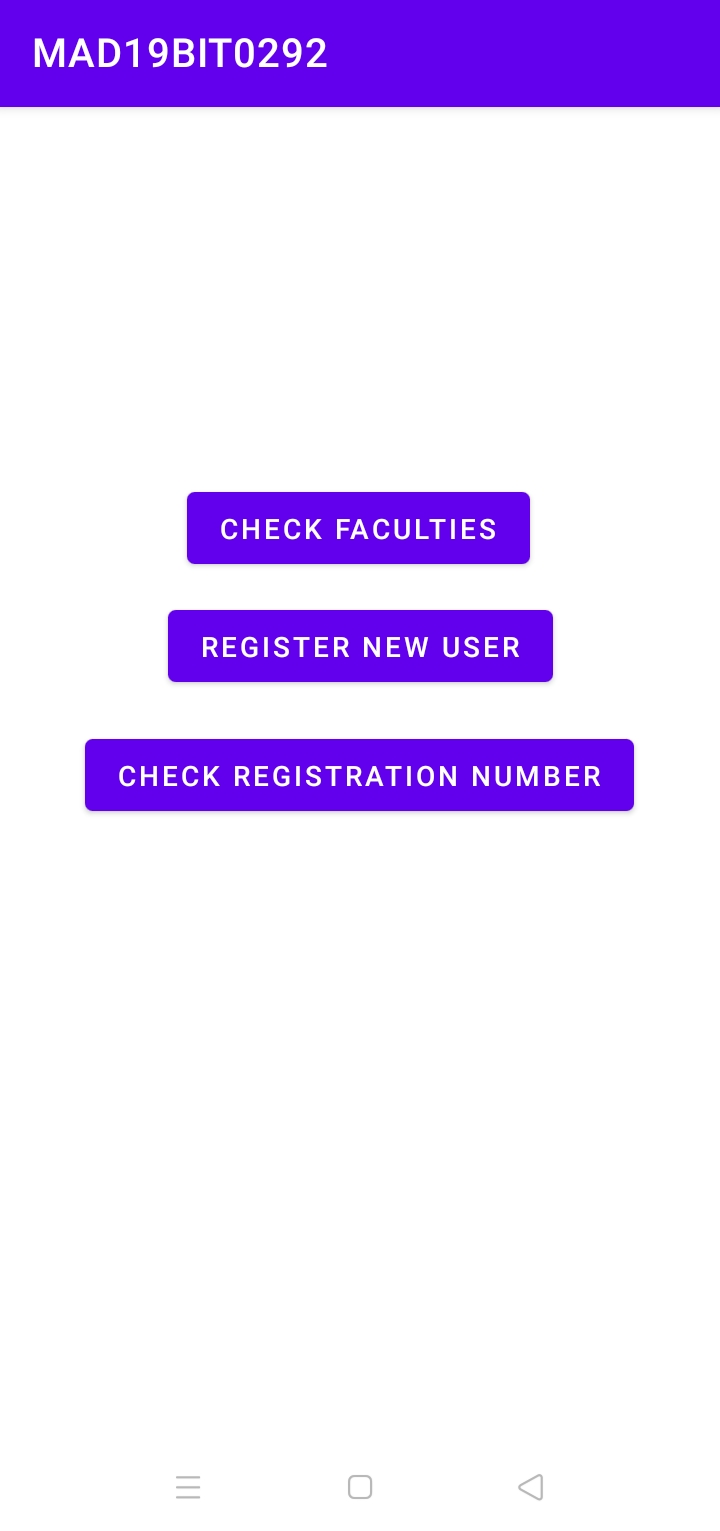 MAD19BIT0292
CHECK FACULTIES
REGISTER NEW USER
CHECK REGISTRATION NUMBER